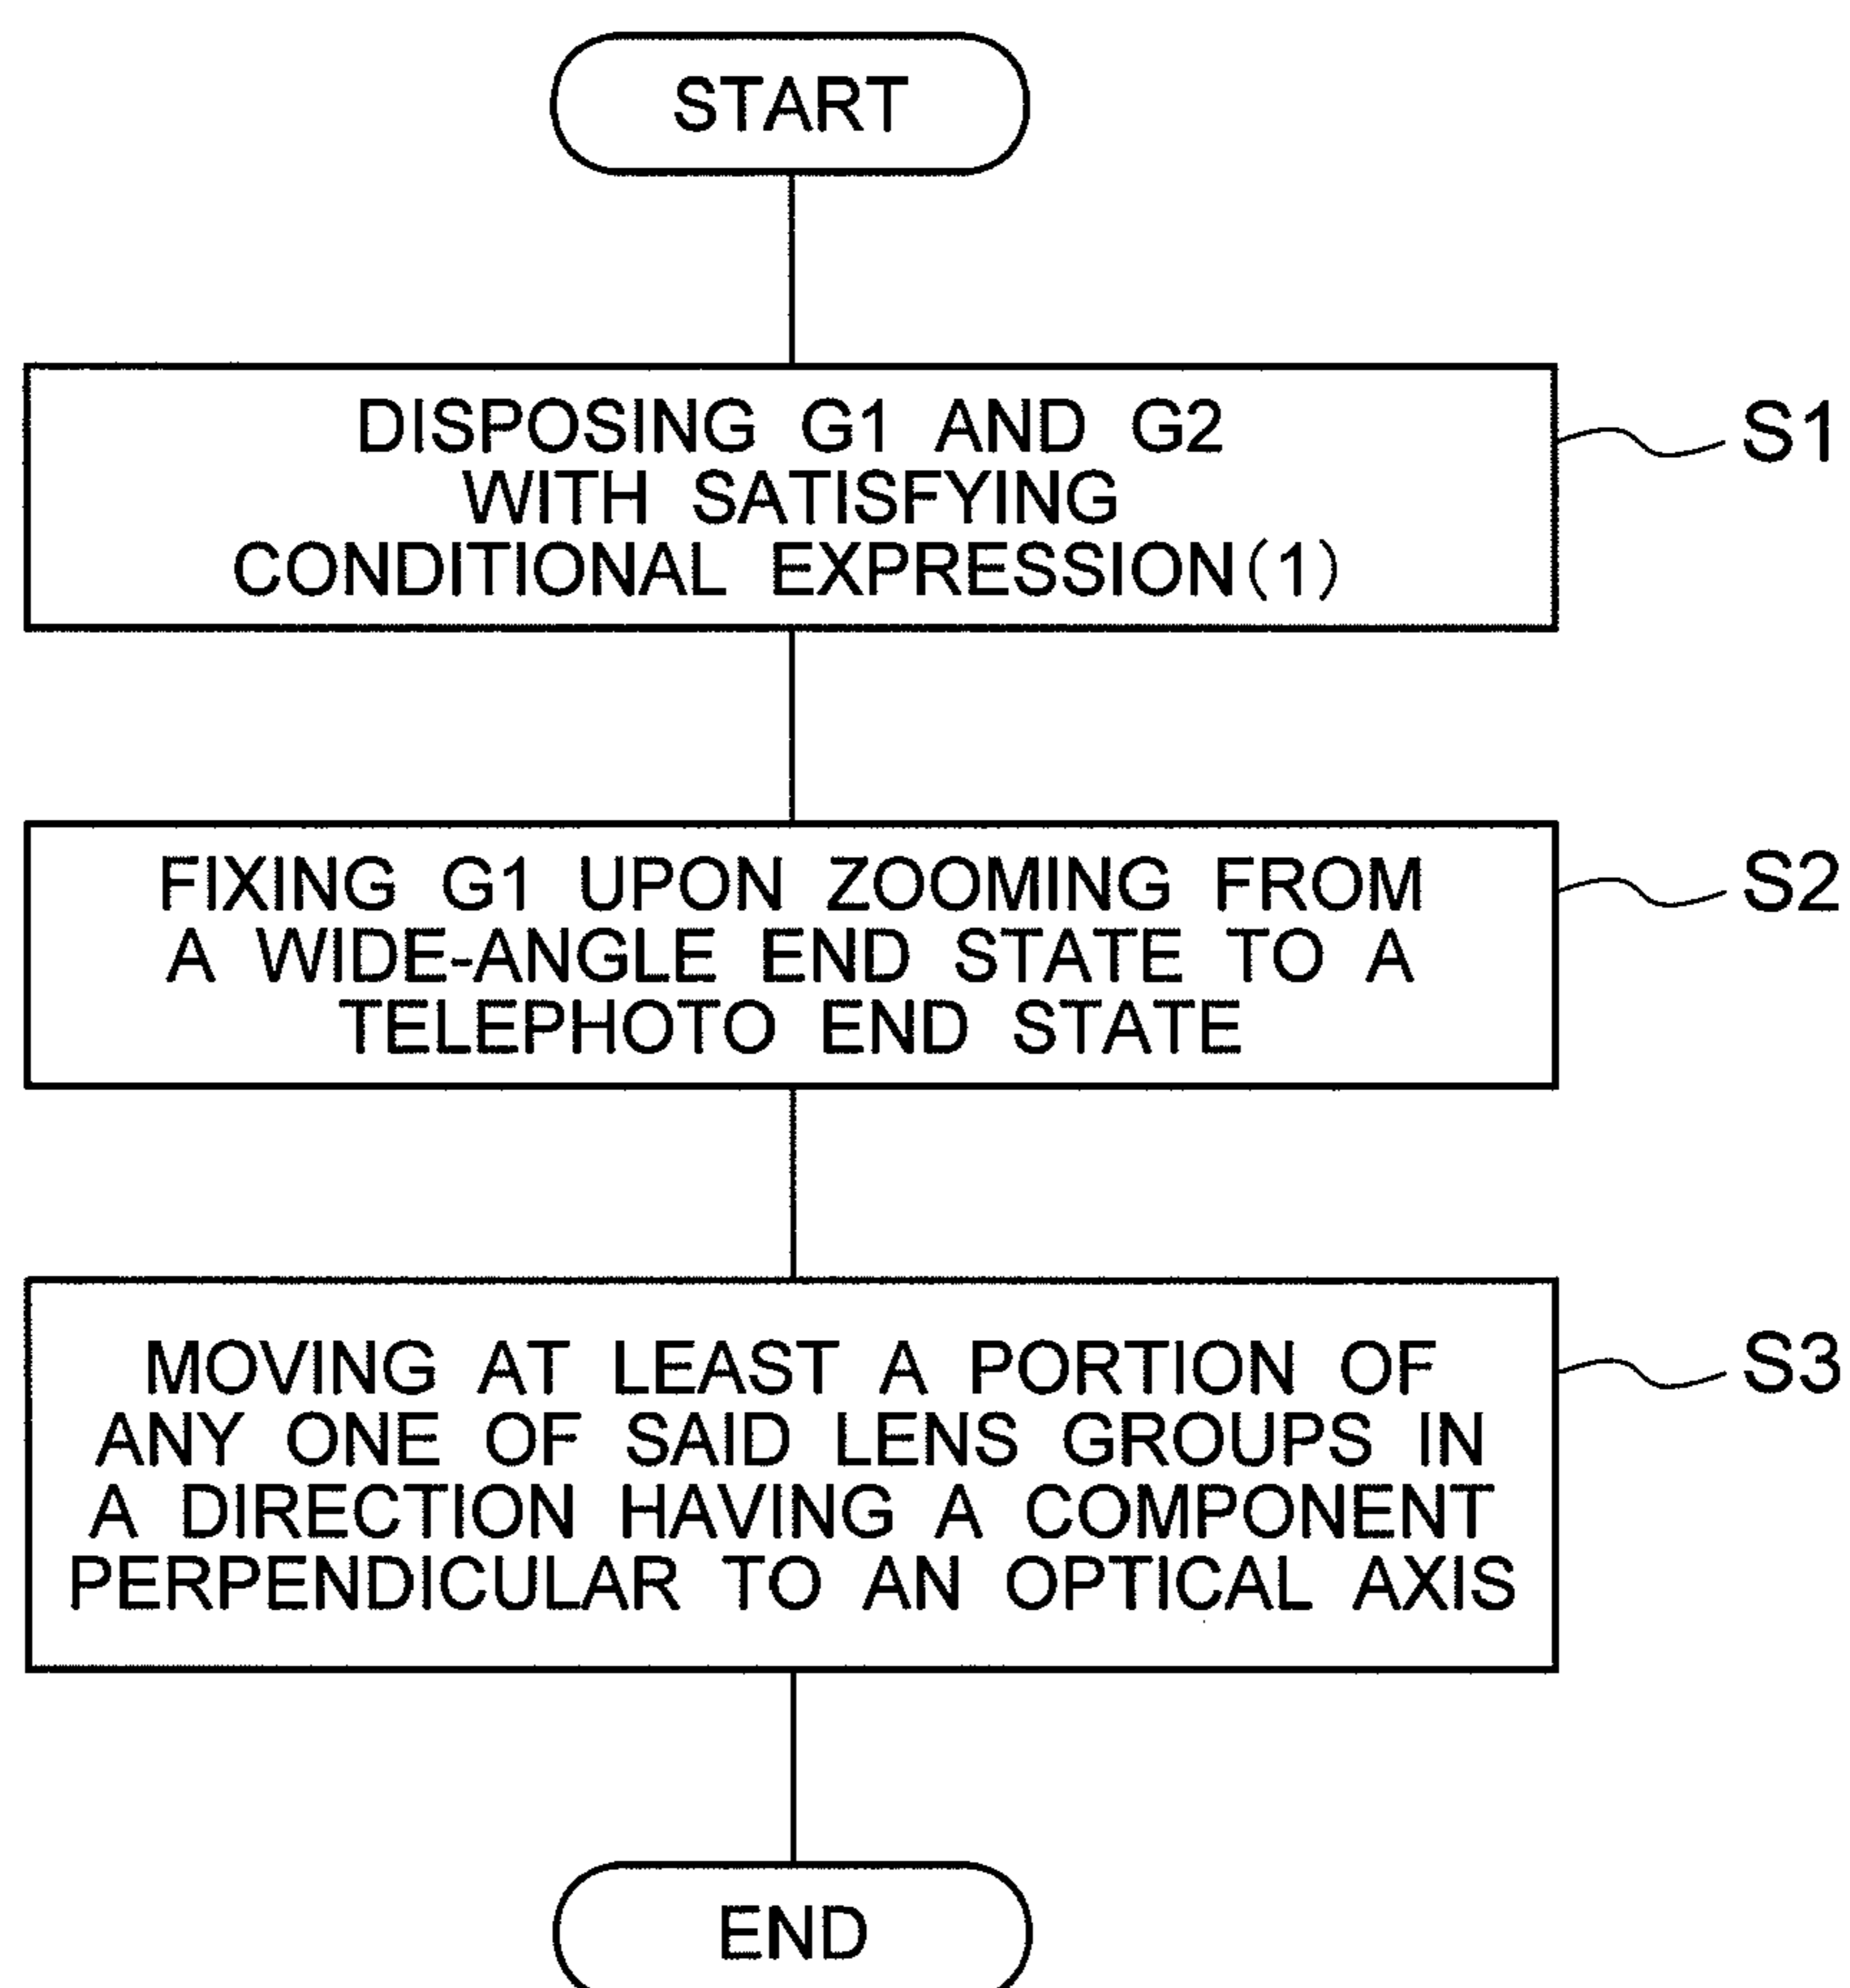 START
DISPOSING G1 AND G2
WITH SATISFYING
CONDITIONAL EXPRESSION(1)
S1
FIXING G1 UPON ZOOMING FROM
A WIDE-ANGLE END STATE TO A
TELEPHOTO END STATE
S2
MOVING AT LEAST A PORTION OF
ANY ONE OF SAID LENS GROUPS IN
A DIRECTION HAVING A COMPONENT
PERPENDICULAR TO AN OPTICAL AXIS
S3
END